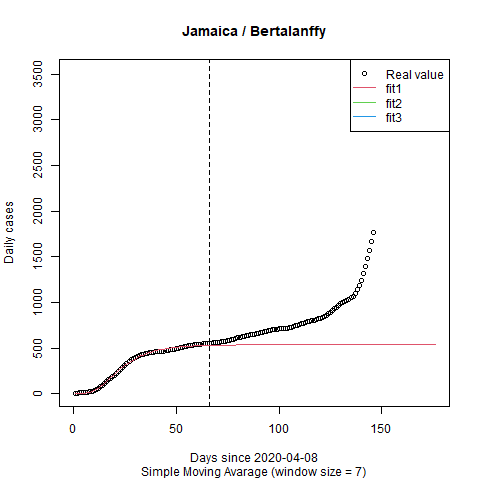 Jamaica / Bertalanffy
Real value
fit1
fit2
fit3
Daily cases
0
500
1000
1500
2000
2500
3000
3500
0
50
100
150
Days since 2020-04-08
Simple Moving Avarage (window size = 7)